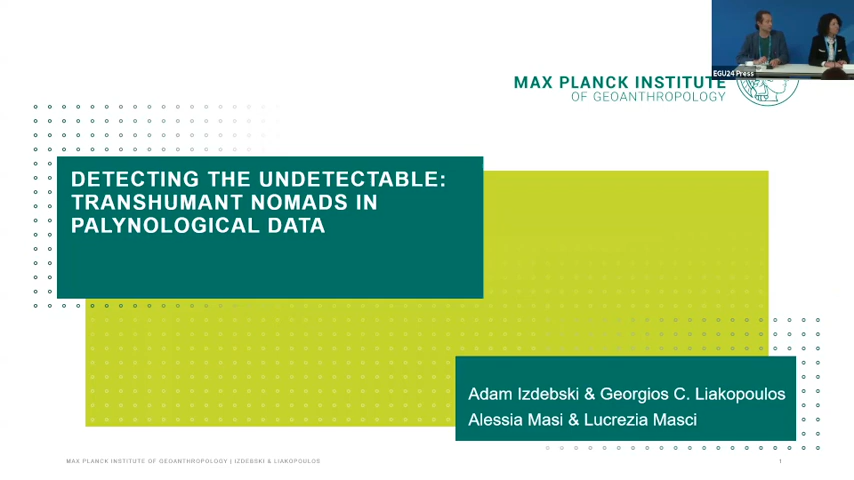 EGU24 Press
MAX PLANCK INSTITUTE
OF GEOANTHROPOLOGY
DETECTING THE UNDETECTABLE:
TRANSHUMANT NOMADS IN
PALYNOLOGICAL DATA
Adam Izdebski & Georgios C. Liakopoulos
Alessia Masi & Lucrezia Masci
MAX PLANCK INSTITUTE OF GEOANTHROPOLOGY | IZDEBSKI & LIAKOPOULOS
1